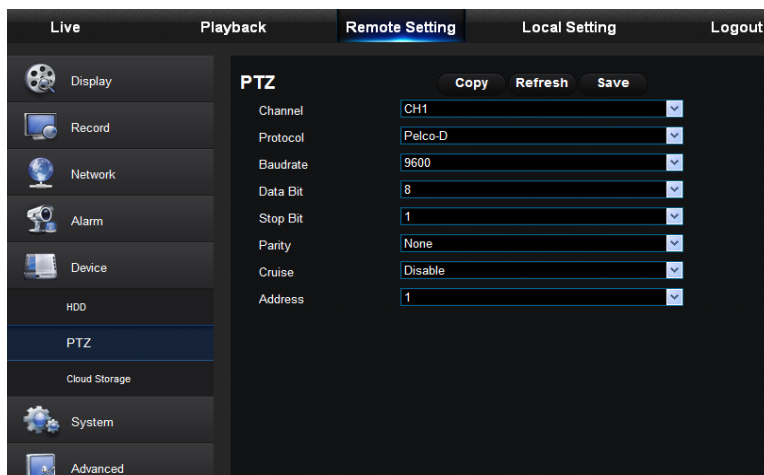 Live Playback Remote Setting Local Setting Logout
Display
Record
Network
Alarm
Device
HDD
PTZ
Cloud Storage
System
Advanced
PTZ Copy Refresh Save
Channel CH1
Protocol Pelco-D
Baudrate 9600
Data Bit 8
Stop Bit 1
Parity None
Cruise Disable
Address 1